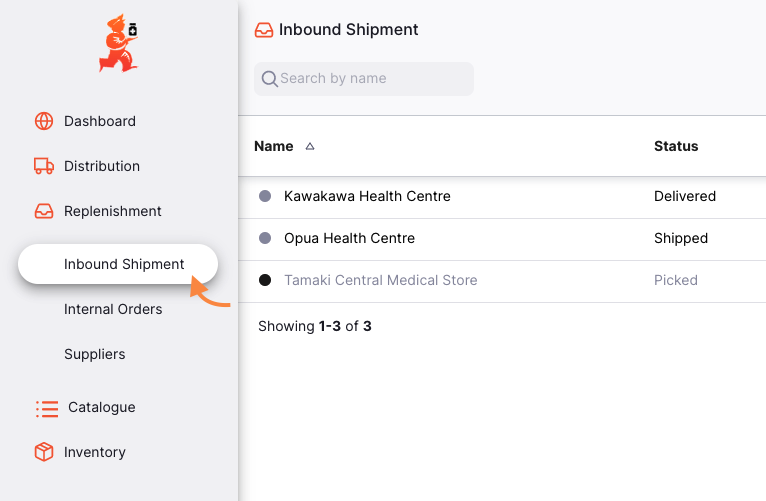 Dashboard
Distribution
Replenishment
Inbound Shipment
Internal Orders
Suppliers
Catalogue
Inventory
Inbound Shipment
Search by name
Name Status
Kawakawa Health Centre Delivered
Opua Health Centre Shipped
Tamaki Central Medical Store Picked
Showing 1-3 of 3